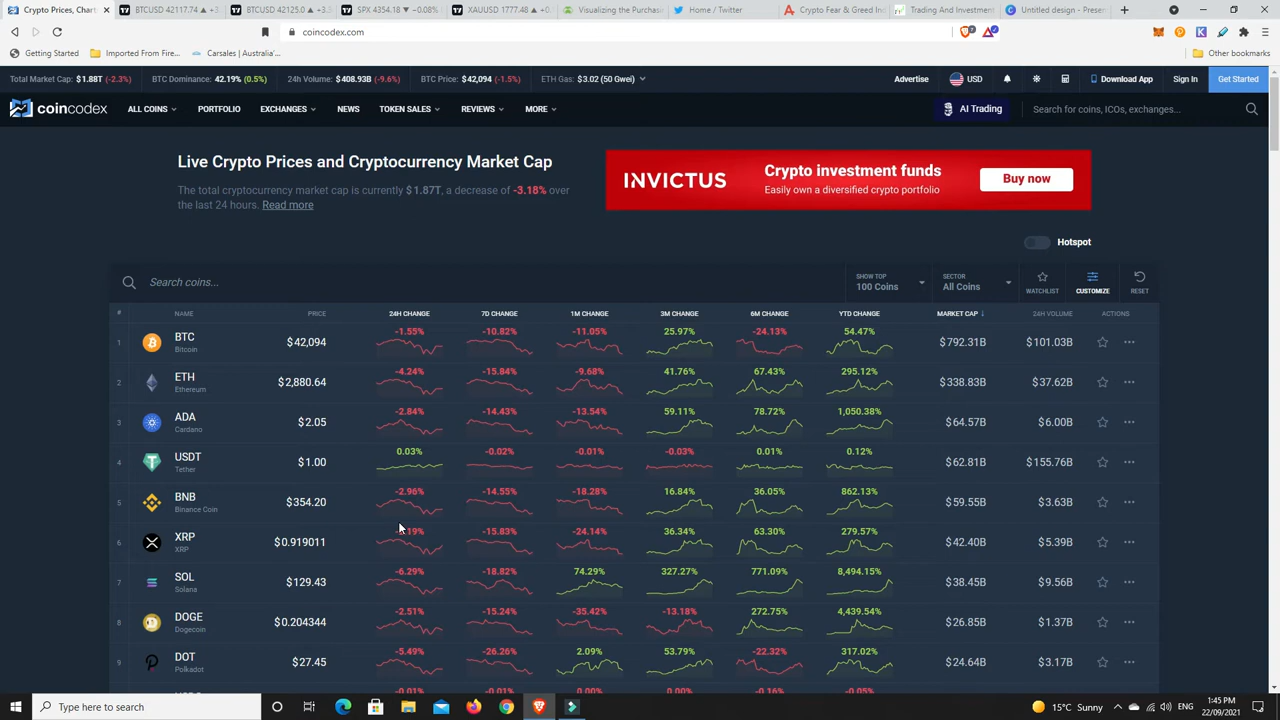 Crypto Prices, Chart
BTCUSD 42117.74 ▲ +3.
BTCUSD 42125.0 ▲ +3.
SPX 4354.18 ▼ −0.08%
XAUUSD 1777.48 ▲ +0.
Visualizing the Purchas
Home / Twitter
Crypto Fear & Greed In
Trading And Investment
Untitled design - Prese
coincodex.com
Getting Started
Imported From Fire...
Carsales | Australia'...
Other bookmarks
Total Market Cap: $1.88T (-2.3%)
BTC Dominance: 42.19% (0.5%)
24h Volume: $408.93B (-9.6%)
BTC Price: $42,094 (-1.5%)
ETH Gas: $3.02 (50 Gwei)
Advertise
USD
Download App
Sign In
Get Started
coincodex
ALL COINS
PORTFOLIO
EXCHANGES
NEWS
TOKEN SALES
REVIEWS
MORE
AI Trading
Search for coins, ICOs, exchanges...
Live Crypto Prices and Cryptocurrency Market Cap
The total cryptocurrency market cap is currently $1.87T, a decrease of -3.18% over
the last 24 hours. Read more
INVICTUS
Crypto investment funds
Easily own a diversified crypto portfolio
Buy now
Hotspot
Search coins...
SHOW TOP
100 Coins
SECTOR
All Coins
WATCHLIST
CUSTOMIZE
RESET
# NAME PRICE 24H CHANGE 7D CHANGE 1M CHANGE 3M CHANGE 6M CHANGE YTD CHANGE MARKET CAP ↓ 24H VOLUME ACTIONS
1 BTC Bitcoin $42,094 -1.55% -10.82% -11.05% 25.97% -24.13% 54.47% $792.31B $101.03B
2 ETH Ethereum $2,880.64 -4.24% -15.84% -9.68% 41.76% 67.43% 295.12% $338.83B $37.62B
3 ADA Cardano $2.05 -2.84% -14.43% -13.54% 59.11% 78.72% 1,050.38% $64.57B $6.00B
4 USDT Tether $1.00 0.03% -0.02% -0.01% -0.03% 0.01% 0.12% $62.81B $155.76B
5 BNB Binance Coin $354.20 -2.96% -14.55% -18.28% 16.84% 36.05% 862.13% $59.55B $3.63B
6 XRP XRP $0.919011 -15.83% -24.14% 36.34% 63.30% 279.57% $42.40B $5.39B
7 SOL Solana $129.43 -6.29% -18.82% 74.29% 327.27% 771.09% 8,494.15% $38.45B $9.56B
8 DOGE Dogecoin $0.204344 -2.51% -15.24% -35.42% -13.18% 272.75% 4,439.54% $26.85B $1.37B
9 DOT Polkadot $27.45 -5.49% -26.26% 2.09% 53.79% -22.32% 317.02% $24.64B $3.17B
-0.01% -0.01% 0.00% 0.00% -0.16% -0.05%
Type here to search
15°C Sunny
ENG
1:45 PM
22/09/2021